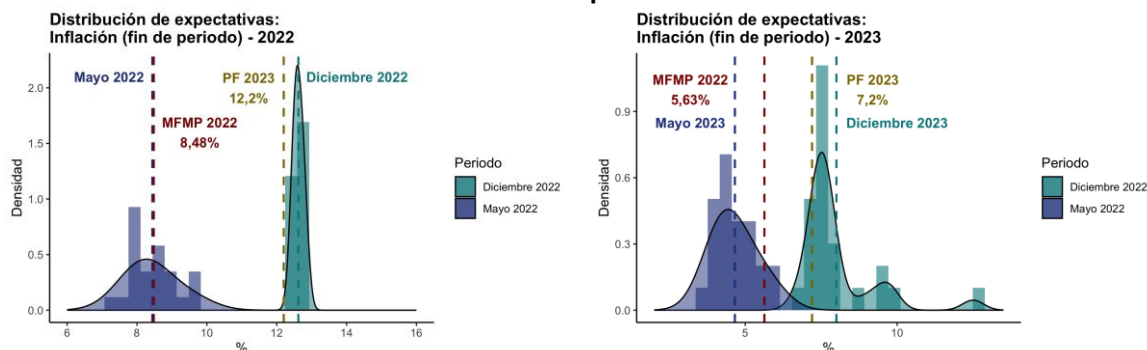 Distribución de expectativas:
Inflación (fin de periodo) - 2022
Densidad
2.0
1.5
1.0
0.5
0.0
Mayo 2022
MFMP 2022
8,48%
PF 2023
12,2%
Diciembre 2022
6
8
10
12
14
16
%
Periodo
Diciembre 2022
Mayo 2022
Distribución de expectativas:
Inflación (fin de periodo) - 2023
Densidad
0.9
0.6
0.3
0.0
MFMP 2022
5,63%
Mayo 2023
PF 2023
7,2%
Diciembre 2023
5
10
%
Periodo
Diciembre 2022
Mayo 2022